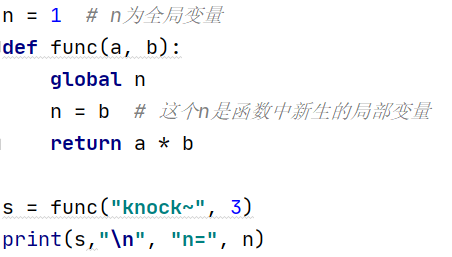 n = 1  # n为全局变量
def func(a, b):
    global n
    n = b  # 这个n是函数中新生的局部变量
    return a * b
s = func("knock~", 3)
print(s,"\n", "n=", n)